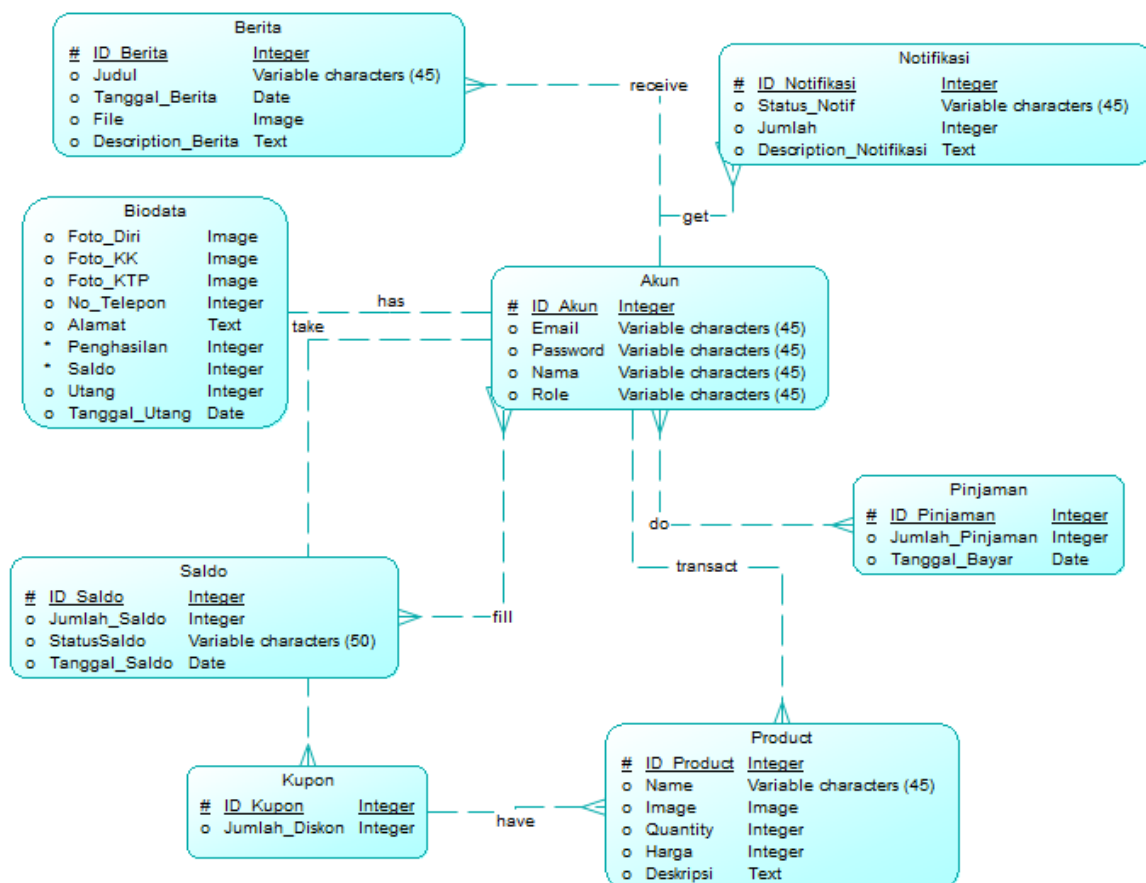 Berita
# ID_Berita Integer
o Judul Variable characters (45)
o Tanggal_Berita Date
o File Image
o Description_Berita Text
Notifikasi
# ID_Notifikasi Integer
o Status_Notif Variable characters (45)
o Jumlah Integer
o Description_Notifikasi Text
receive
get
Biodata
o Foto_Diri Image
o Foto_KK Image
o Foto_KTP Image
o No_Telepon Integer
o Alamat Text
* Penghasilan Integer
* Saldo Integer
o Utang Integer
o Tanggal_Utang Date
has
take
Akun
# ID_Akun Integer
o Email Variable characters (45)
o Password Variable characters (45)
o Nama Variable characters (45)
o Role Variable characters (45)
Pinjaman
# ID_Pinjaman Integer
o Jumlah_Pinjaman Integer
o Tanggal_Bayar Date
do
transact
Saldo
# ID_Saldo Integer
o Jumlah_Saldo Integer
o StatusSaldo Variable characters (50)
o Tanggal_Saldo Date
fill
Kupon
# ID_Kupon Integer
o Jumlah_Diskon Integer
have
Product
# ID_Product Integer
o Name Variable characters (45)
o Image Image
o Quantity Integer
o Harga Integer
o Deskripsi Text